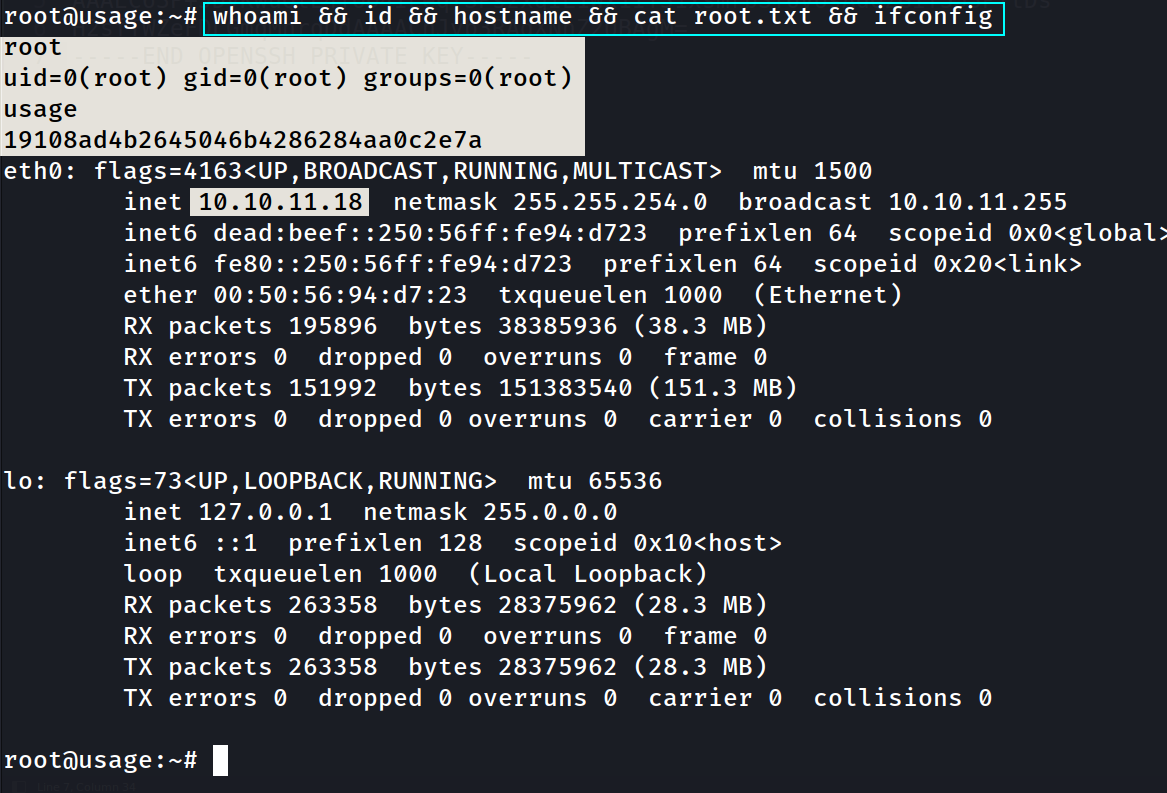 root@usage:~# whoami && id && hostname && cat root.txt && ifconfig
root
-----END OPENSSH PRIVATE KEY-----
uid=0(root) gid=0(root) groups=0(root)
usage
19108ad4b2645046b4286284aa0c2e7a
eth0: flags=4163<UP,BROADCAST,RUNNING,MULTICAST>  mtu 1500
        inet 10.10.11.18  netmask 255.255.254.0  broadcast 10.10.11.255
        inet6 dead:beef::250:56ff:fe94:d723  prefixlen 64  scopeid 0x0<global>
        inet6 fe80::250:56ff:fe94:d723  prefixlen 64  scopeid 0x20<link>
        ether 00:50:56:94:d7:23  txqueuelen 1000  (Ethernet)
        RX packets 195896  bytes 38385936 (38.3 MB)
        RX errors 0  dropped 0  overruns 0  frame 0
        TX packets 151992  bytes 151383540 (151.3 MB)
        TX errors 0  dropped 0 overruns 0  carrier 0  collisions 0
lo: flags=73<UP,LOOPBACK,RUNNING>  mtu 65536
        inet 127.0.0.1  netmask 255.0.0.0
        inet6 ::1  prefixlen 128  scopeid 0x10<host>
        loop  txqueuelen 1000  (Local Loopback)
        RX packets 263358  bytes 28375962 (28.3 MB)
        RX errors 0  dropped 0  overruns 0  frame 0
        TX packets 263358  bytes 28375962 (28.3 MB)
        TX errors 0  dropped 0 overruns 0  carrier 0  collisions 0
root@usage:~#